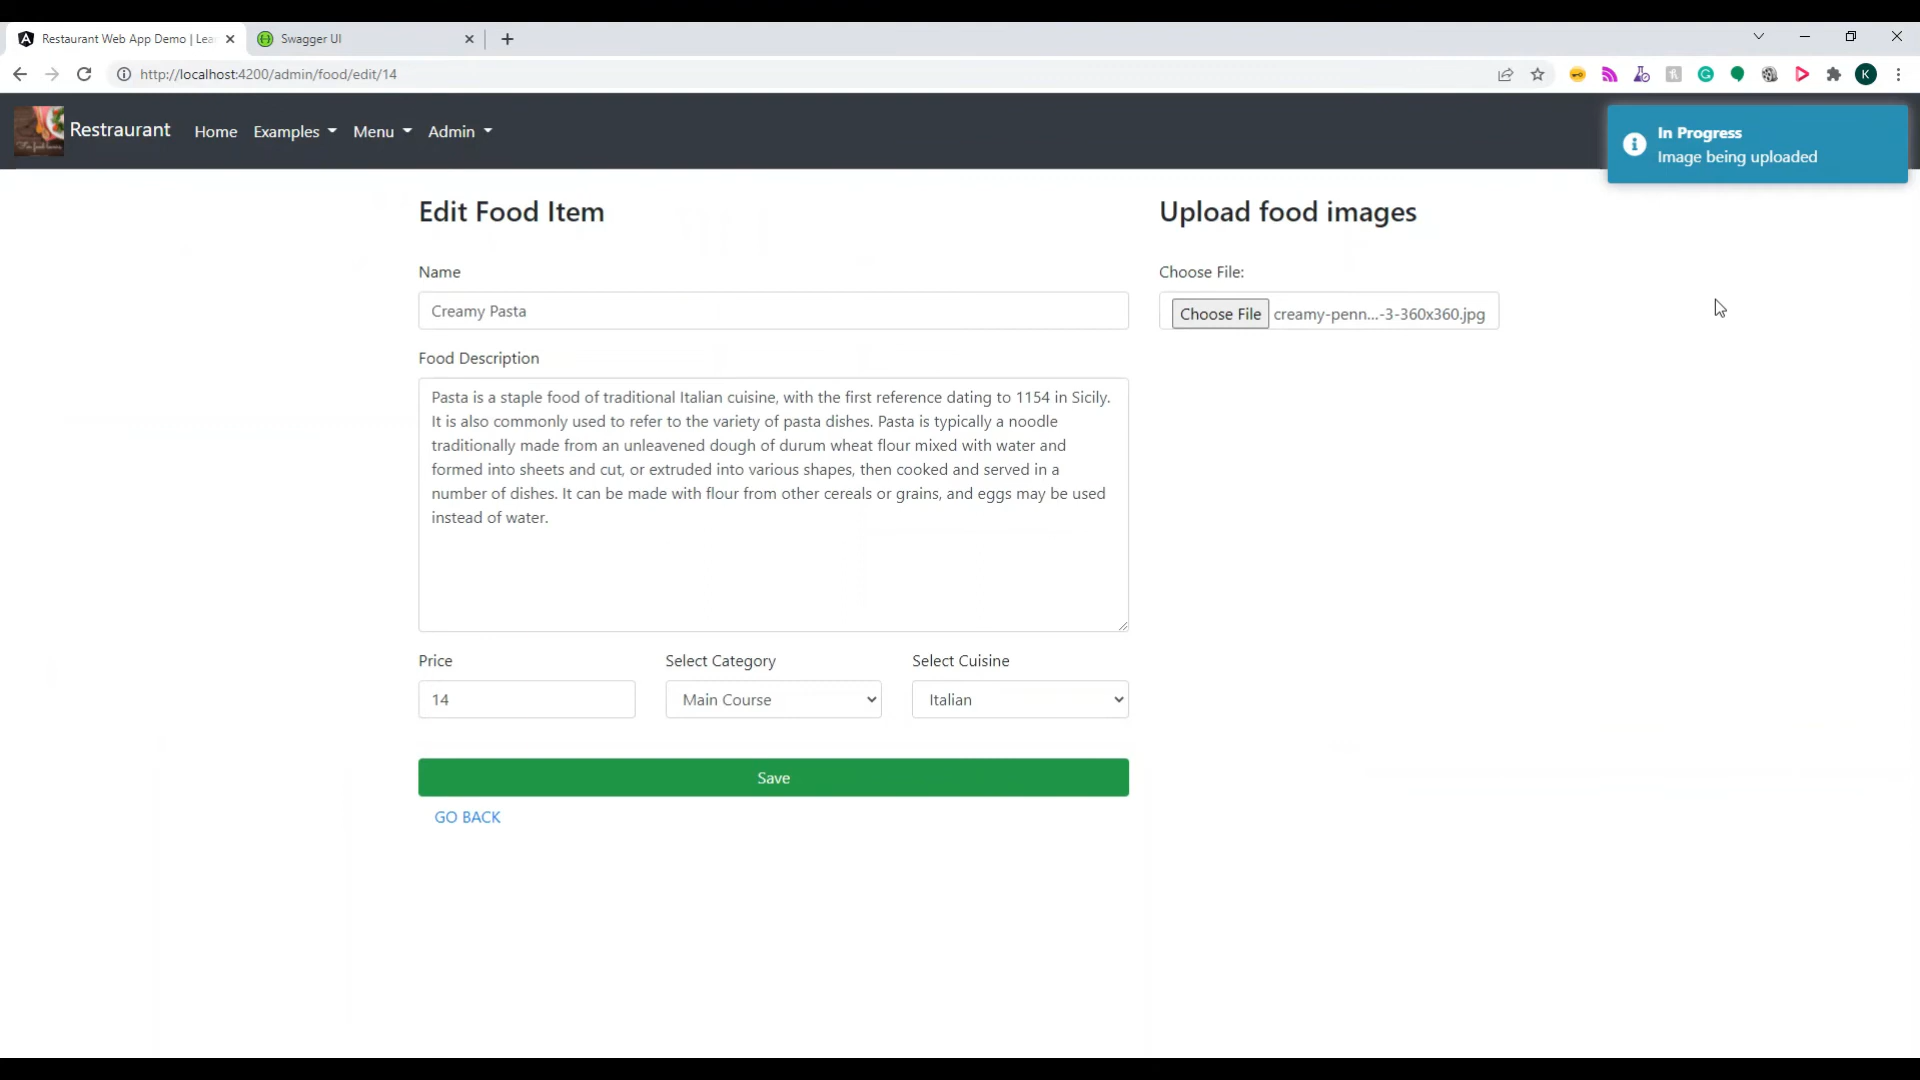 Restaurant Web App Demo | Lea
Swagger UI
http://localhost:4200/admin/food/edit/14
K
Restraurant
Home
Examples
Menu
Admin
In Progress
Image being uploaded
Edit Food Item
Name
Creamy Pasta
Food Description
Pasta is a staple food of traditional Italian cuisine, with the first reference dating to 1154 in Sicily.
It is also commonly used to refer to the variety of pasta dishes. Pasta is typically a noodle
traditionally made from an unleavened dough of durum wheat flour mixed with water and
formed into sheets and cut, or extruded into various shapes, then cooked and served in a
number of dishes. It can be made with flour from other cereals or grains, and eggs may be used
instead of water.
Price
Select Category
Select Cuisine
14
Main Course
Italian
Save
GO BACK
Upload food images
Choose File:
Choose File creamy-penn...-3-360x360.jpg